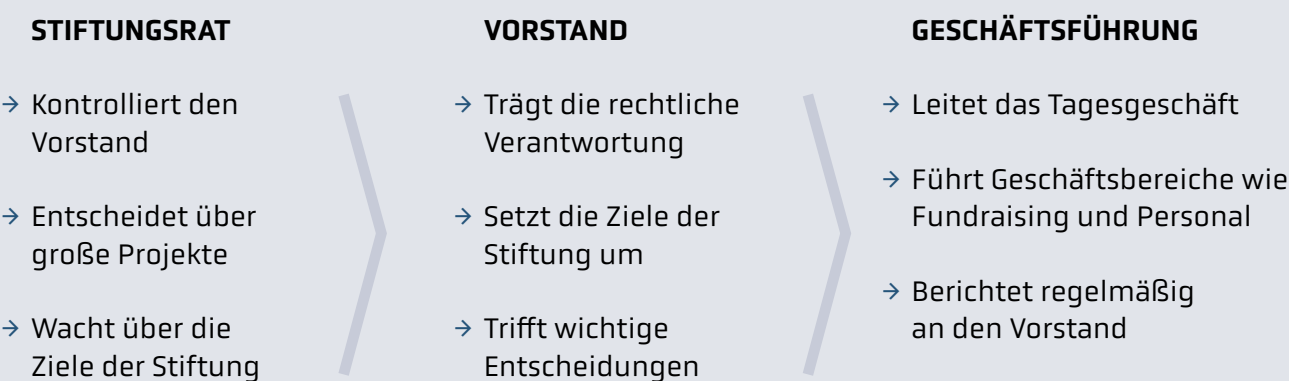 STIFTUNGSRAT
→ Kontrolliert den
Vorstand
→ Entscheidet über
große Projekte
→ Wacht über die
Ziele der Stiftung
VORSTAND
→ Trägt die rechtliche
Verantwortung
→ Setzt die Ziele der
Stiftung um
→ Trifft wichtige
Entscheidungen
GESCHÄFTSFÜHRUNG
→ Leitet das Tagesgeschäft
→ Führt Geschäftsbereiche wie
Fundraising und Personal
→ Berichtet regelmäßig
an den Vorstand